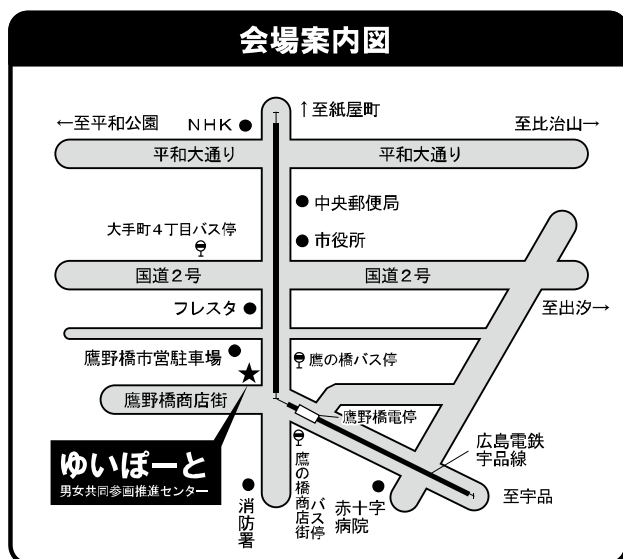 会場案内図
↑至紙屋町
←至平和公園
NHK
至比治山→
平和大通り
平和大通り
中央郵便局
大手町4丁目バス停
市役所
国道2号
国道2号
フレスタ
至出汐→
鷹野橋市営駐車場
鷹の橋バス停
鷹野橋商店街
鷹野橋電停
広島電鉄
宇品線
ゆいぽーと
男女共同参画推進センター
消防署
鷹の橋商店街
バス停
赤十字
病院
至宇品